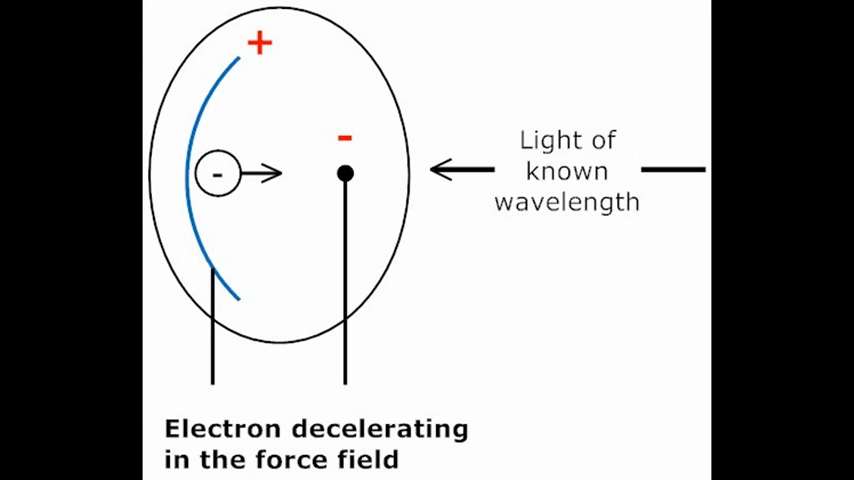 +
-
-
Light of
known
wavelength
Electron decelerating
in the force field